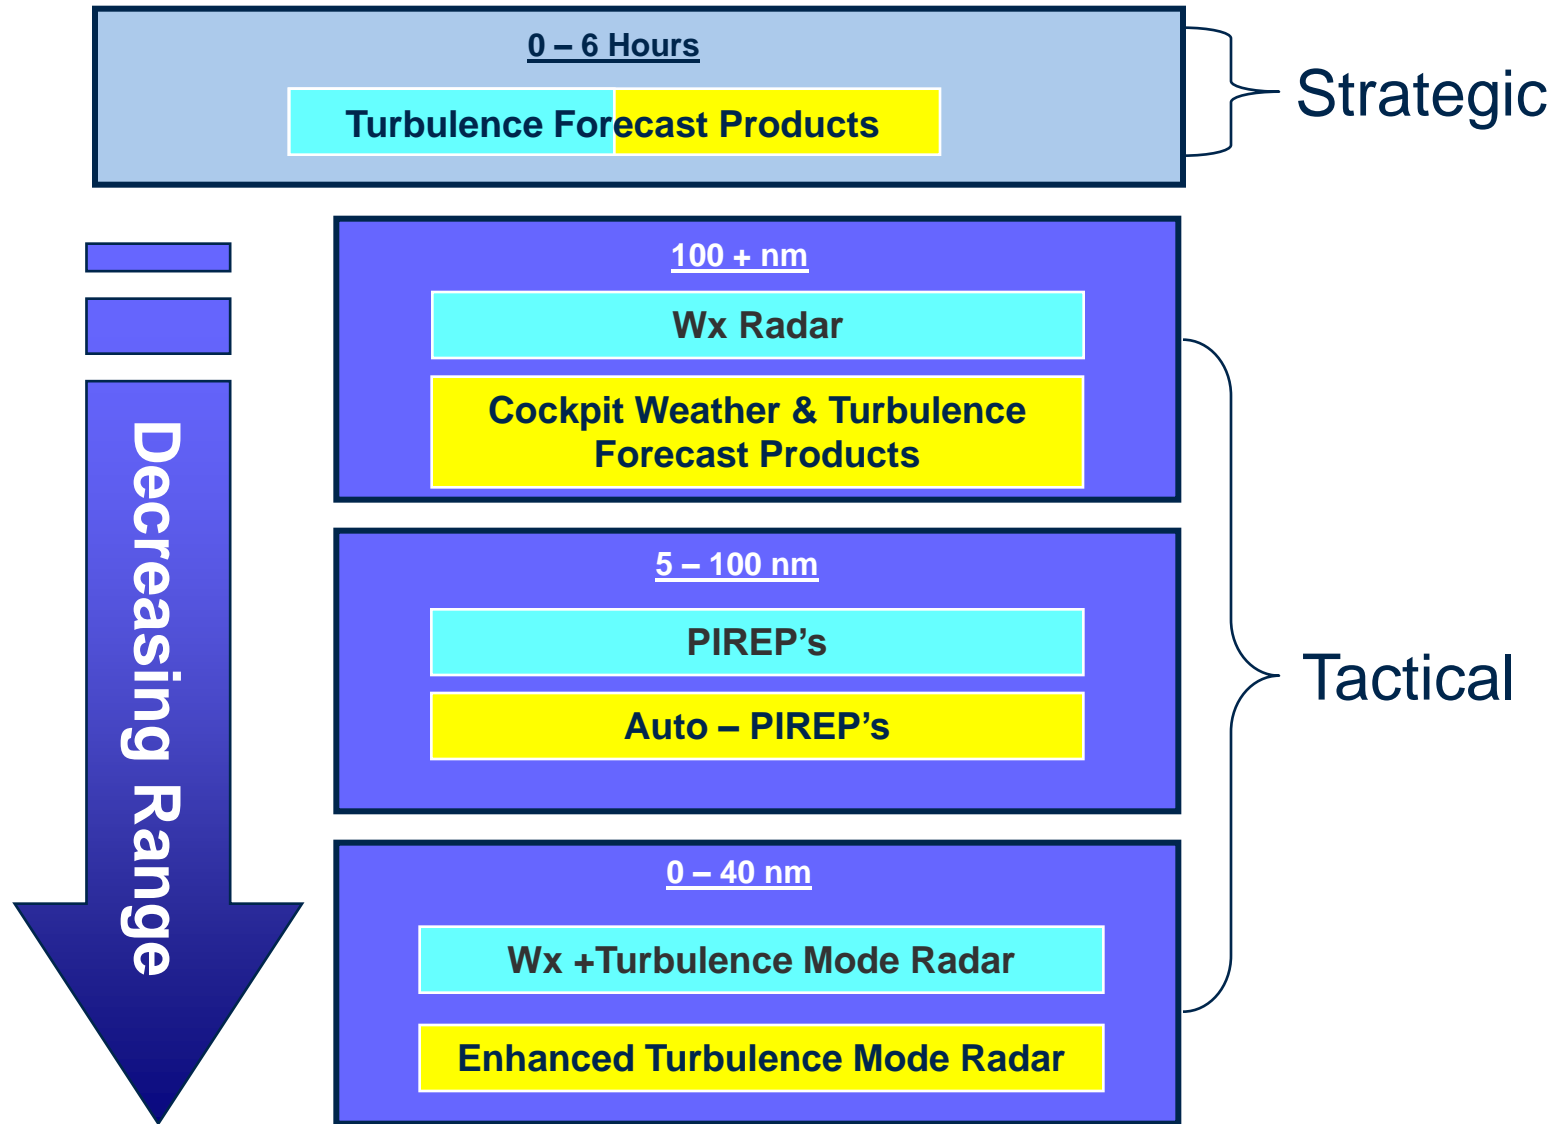 0 – 6 Hours
Turbulence Forecast Products
Strategic
100 + nm
Wx Radar
Cockpit Weather & Turbulence
Forecast Products
5 – 100 nm
PIREP’s
Auto – PIREP’s
0 – 40 nm
Wx +Turbulence Mode Radar
Enhanced Turbulence Mode Radar
Tactical
Decreasing Range